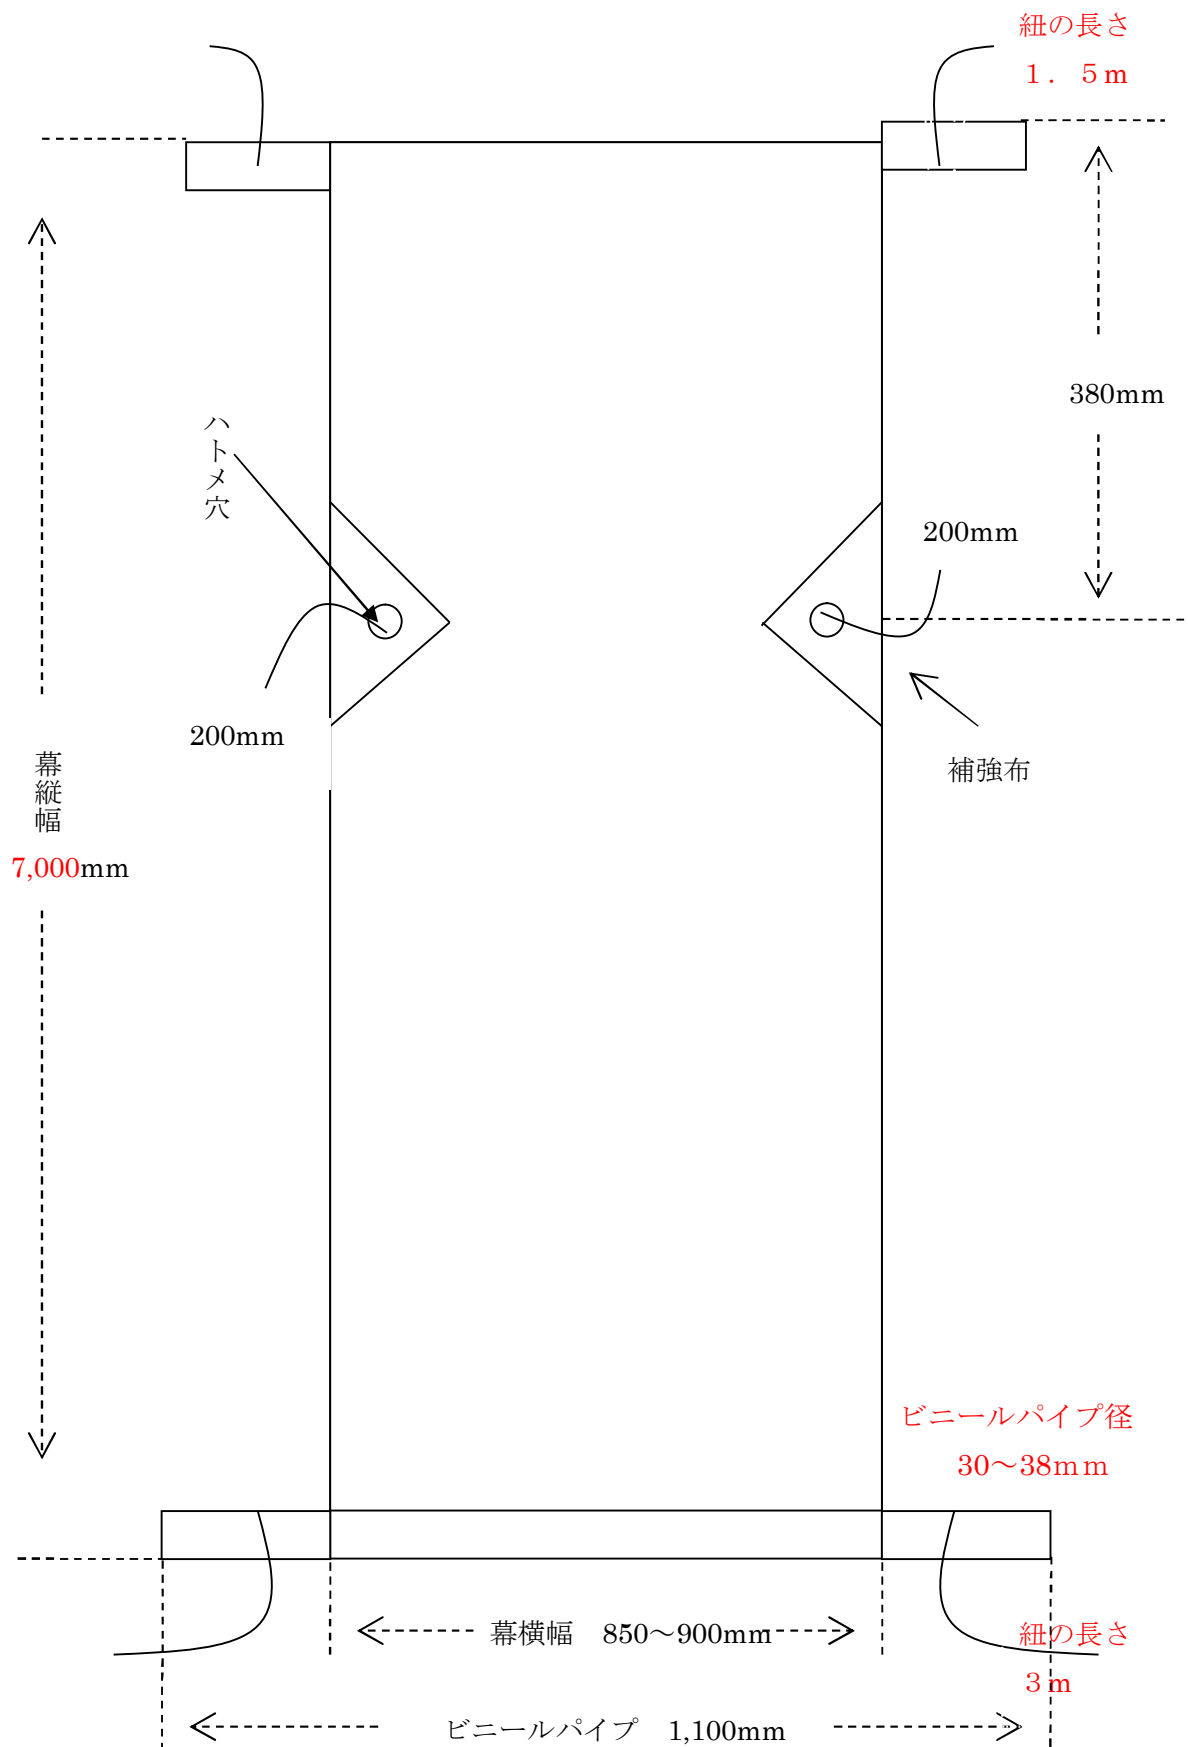 紐の長さ
１．５ｍ
380mm
ハトメ穴
200mm
200mm
補強布
幕縦幅
7,000mm
ビニールパイプ径
30～38ｍｍ
幕横幅　850～900mm
紐の長さ
３ｍ
ビニールパイプ　1,100mm